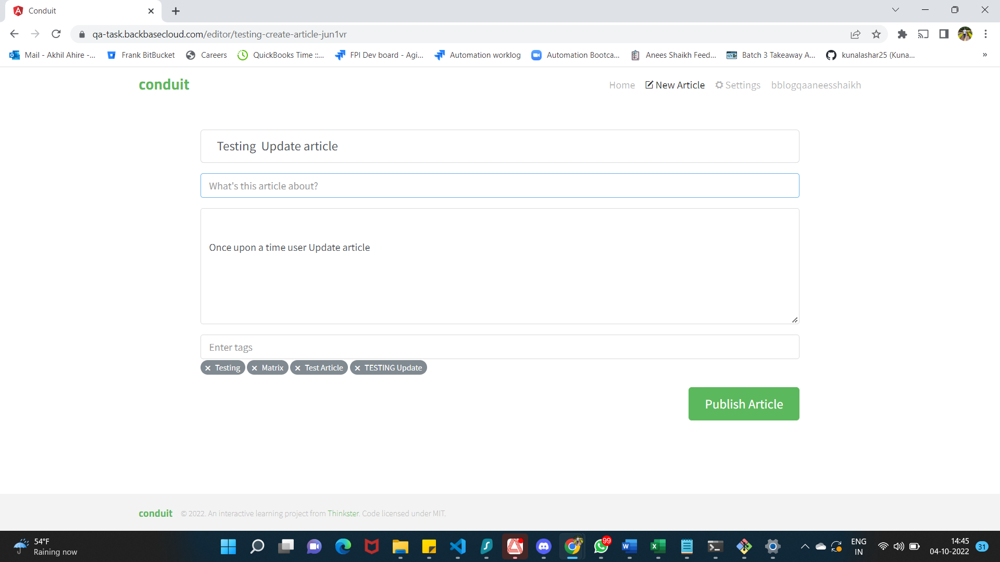 Conduit
qa-task.backbasecloud.com/editor/testing-create-article-jun1vr
Mail - Akhil Ahire -...
Frank BitBucket
Careers
QuickBooks Time ::...
FPI Dev board - Agi...
Automation worklog
Automation Bootca...
Anees Shaikh Feed...
Batch 3 Takeaway A...
kunalashar25 (Kuna...
»
conduit
Home
New Article
Settings
bblogqaaneesshaikh
Testing  Update article
What's this article about?
Once upon a time user Update article
Enter tags
Testing
Matrix
Test Article
TESTING Update
Publish Article
conduit
© 2022. An interactive learning project from Thinkster. Code licensed under MIT.
54°F
Raining now
99
ENG
IN
14:45
04-10-2022
31